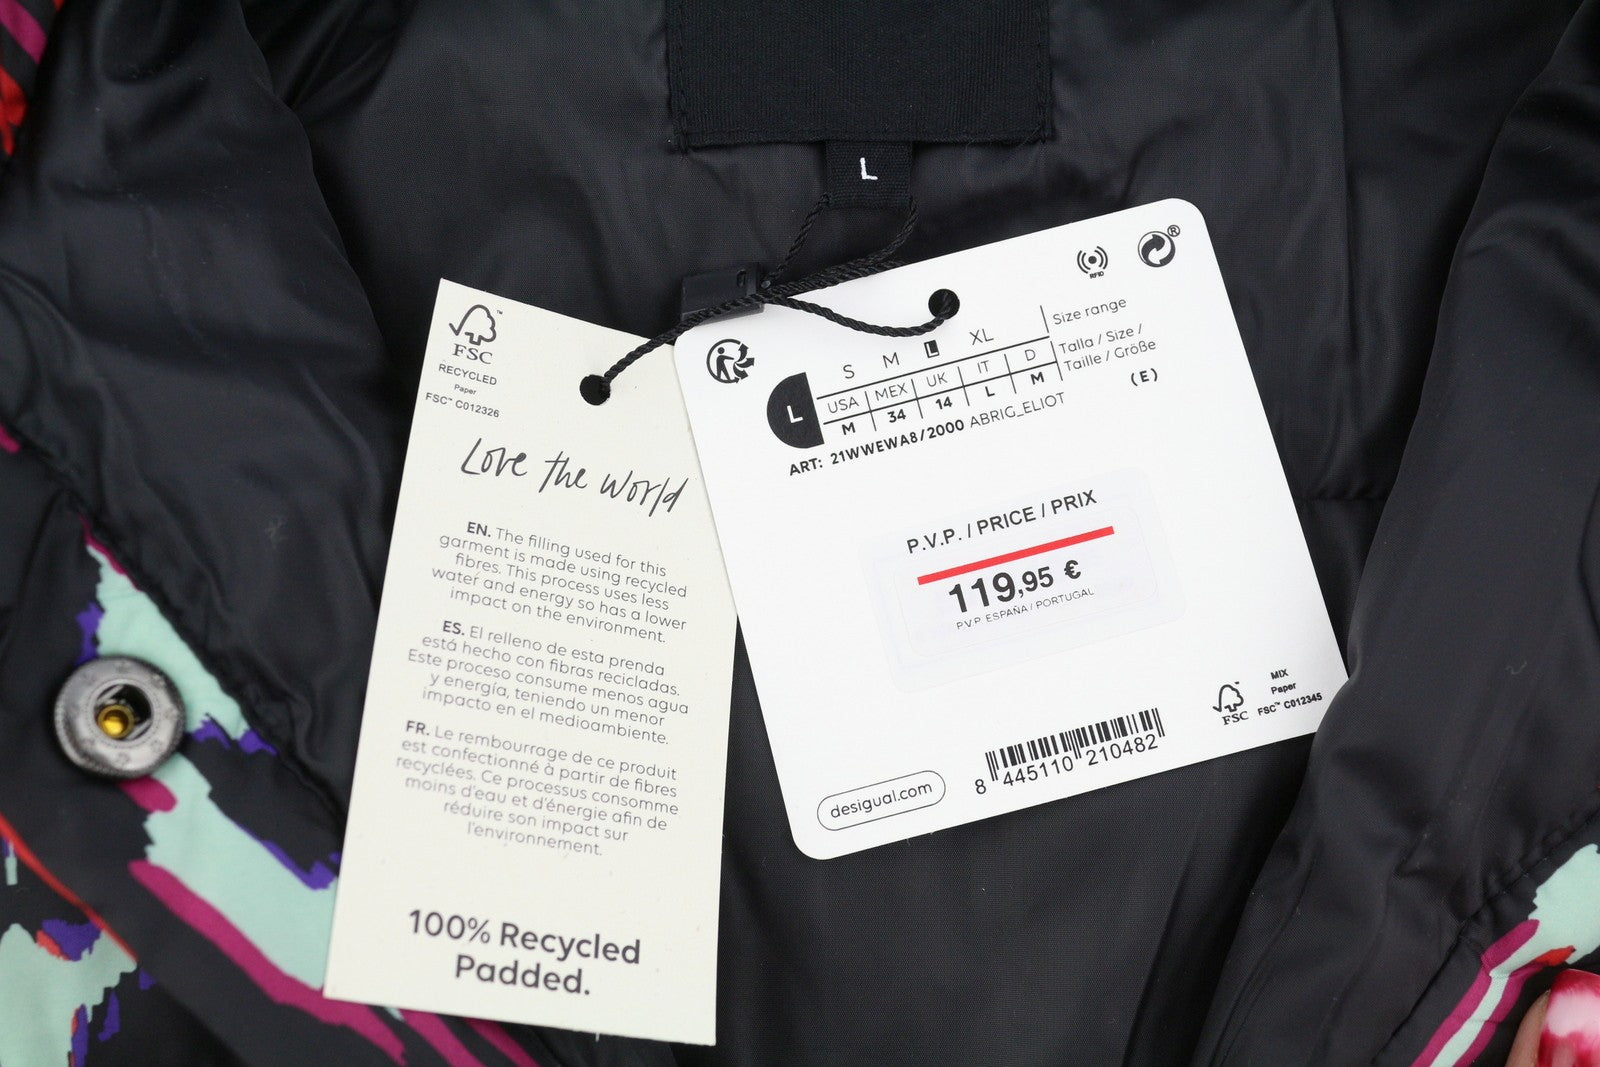 L
FSC™
RECYCLED
Paper
FSC™ C012326
Love the world
EN. The filling used for this
garment is made using recycled
fibres. This process uses less
water and energy so has a lower
impact on the environment.
ES. El relleno de esta prenda
está hecho con fibras recicladas.
Este proceso consume menos agua
y energía, teniendo un menor
impacto en el medioambiente.
FR. Le rembourrage de ce produit
est confectionné à partir de fibres
recyclées. Ce processus consomme
moins d'eau et d'énergie afin de
réduire son impact sur
l'environnement.
100% Recycled
Padded.
RFID
®
S M L XL Size range
L
USA MEX UK IT D Talla / Size /
M 34 14 L M Taille / Größe
(E)
ART: 21WWEWA8/2000 ABRIG_ELIOT
P.V.P. / PRICE / PRIX
119,95 €
P.V.P ESPAÑA / PORTUGAL
MIX
Paper
FSC™ C012345
FSC™
8 445110 210482
desigual.com